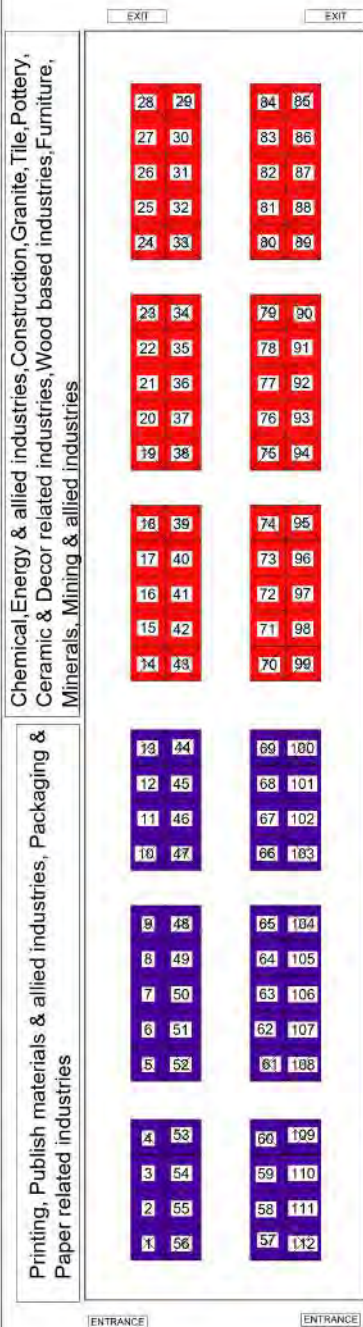 EXIT EXIT
Chemical,Energy & allied industries,Construction,Granite,Tile,Pottery,
Ceramic & Decor related industries,Wood based industries,Furniture,
Minerals, Mining & allied industries
28 29 84 85
27 30 83 86
26 31 82 87
25 32 81 88
24 33 80 89
23 34 79 90
22 35 78 91
21 36 77 92
20 37 76 93
19 38 75 94
18 39 74 95
17 40 73 96
16 41 72 97
15 42 71 98
14 43 70 99
Printing, Publish materials & allied industries, Packaging &
Paper related industries
13 44 69 100
12 45 68 101
11 46 67 102
10 47 66 103
9 48 65 104
8 49 64 105
7 50 63 106
6 51 62 107
5 52 61 108
4 53 60 109
3 54 59 110
2 55 58 111
1 56 57 112
ENTRANCE ENTRANCE